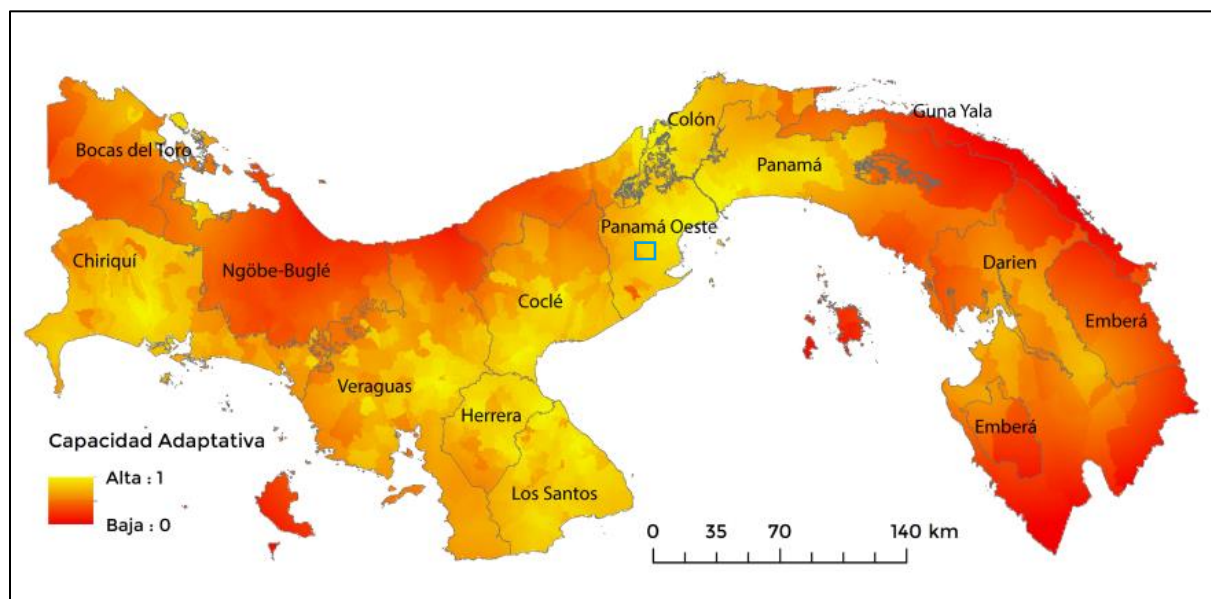 Bocas del Toro
Chiriquí
Ngöbe-Buglé
Veraguas
Herrera
Los Santos
Coclé
Colón
Panamá Oeste
Panamá
Guna Yala
Darien
Emberá
Emberá
Capacidad Adaptativa
Alta : 1
Baja : 0
0 35 70 140 km